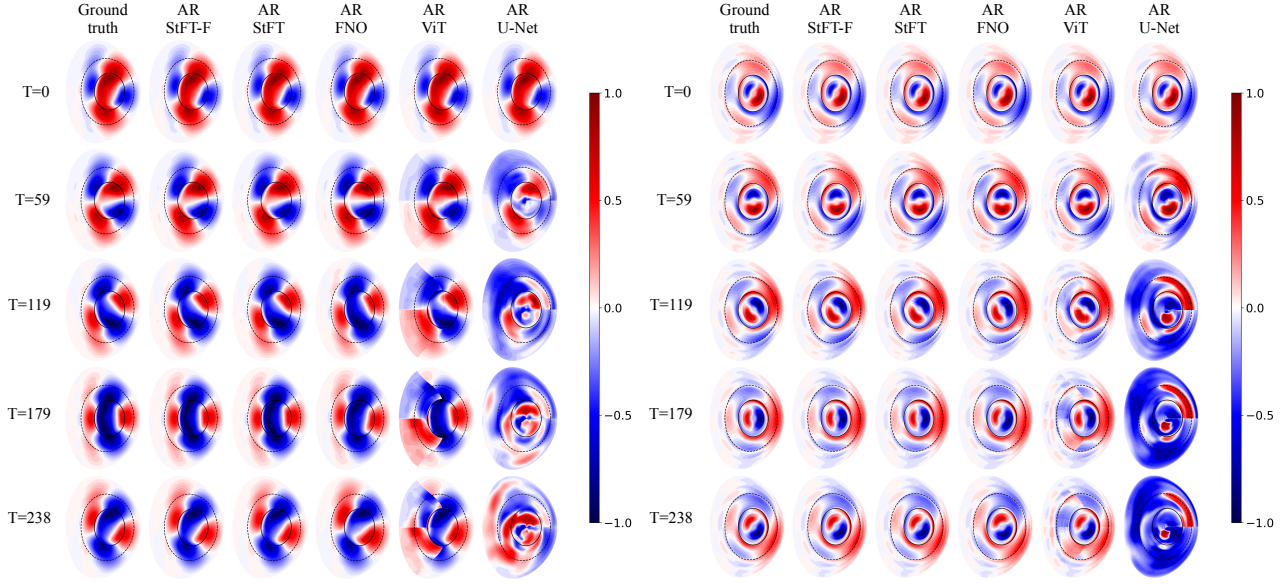 Ground truth AR StFT-F AR StFT AR FNO AR ViT AR U-Net
T=0
T=59
T=119
T=179
T=238
1.0
0.5
0.0
−0.5
−1.0
Ground truth AR StFT-F AR StFT AR FNO AR ViT AR U-Net
T=0
T=59
T=119
T=179
T=238
1.0
0.5
0.0
−0.5
−1.0